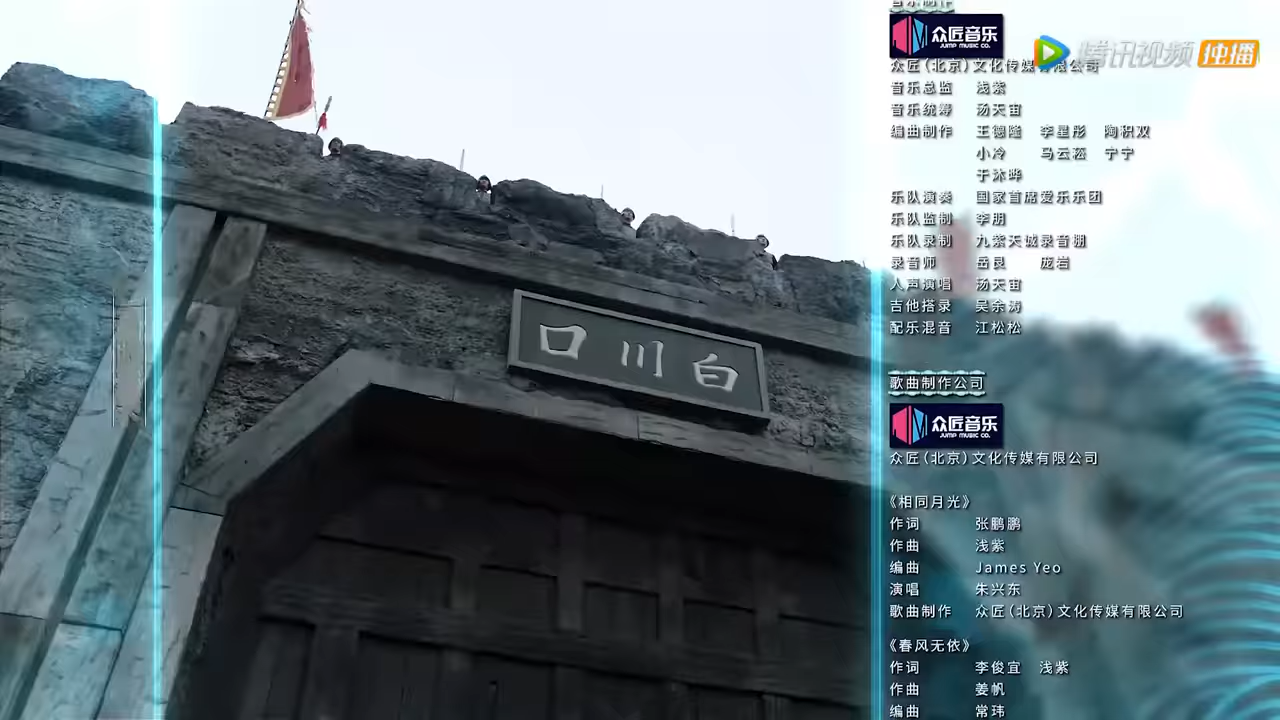 音乐制作
众匠音乐
JUMP MUSIC CO.
腾讯视频 独播
众匠(北京)文化传媒有限公司
音乐总监 浅紫
音乐统筹 汤天宙
编曲制作 王德隆 李星彤 陶积双
小冷 马云菘 宁宁
于沐晔
乐队演奏 国家首席爱乐乐团
乐队监制 李朋
乐队录制 九紫天诚录音棚
录音师 岳良 庞岩
人声演唱 汤天宙
吉他搭录 吴余涛
配乐混音 江松松
歌曲制作公司
众匠音乐
JUMP MUSIC CO.
众匠(北京)文化传媒有限公司
《相同月光》
作词 张鹏鹏
作曲 浅紫
编曲 James Yeo
演唱 朱兴东
歌曲制作 众匠(北京)文化传媒有限公司
《春风无依》
作词 李俊宜 浅紫
作曲 姜帆
编曲 常玮
口川白